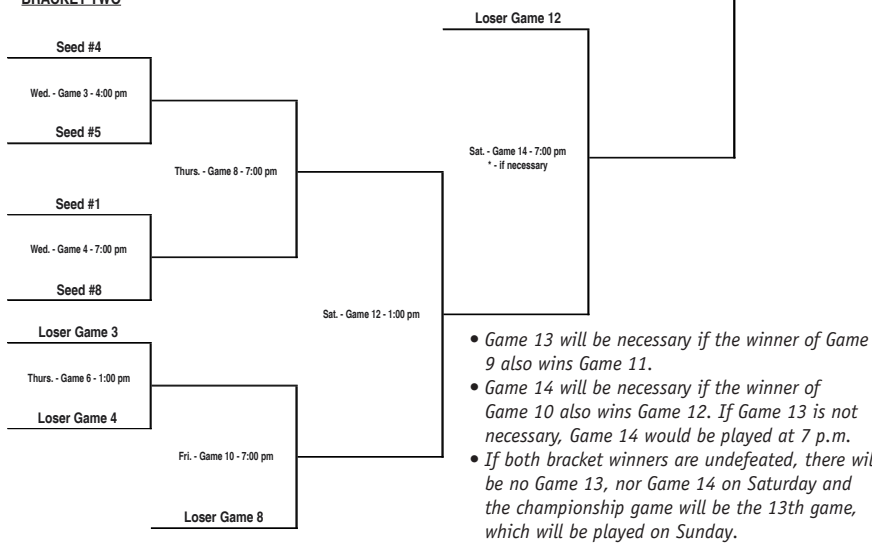 BRACKET TWO
Loser Game 12
Seed #4
Wed. - Game 3 - 4:00 pm
Seed #5
Thurs. - Game 8 - 7:00 pm
Sat. - Game 14 - 7:00 pm
* - if necessary
Seed #1
Wed. - Game 4 - 7:00 pm
Seed #8
Sat. - Game 12 - 1:00 pm
Loser Game 3
Thurs. - Game 6 - 1:00 pm
Loser Game 4
Fri. - Game 10 - 7:00 pm
Loser Game 8
• Game 13 will be necessary if the winner of Game
9 also wins Game 11.
• Game 14 will be necessary if the winner of
Game 10 also wins Game 12. If Game 13 is not
necessary, Game 14 would be played at 7 p.m.
• If both bracket winners are undefeated, there wil
be no Game 13, nor Game 14 on Saturday and
the championship game will be the 13th game,
which will be played on Sunday.